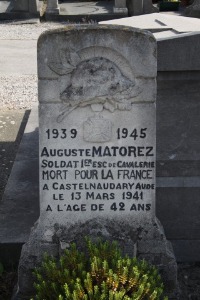 1939 1945
AUGUSTE MATOREZ
SOLDAT 1ER ESC. DE CAVALERIE
MORT POUR LA FRANCE
A CASTELNAUDARY AUDE
LE 13 MARS 1941
A L'AGE DE 42 ANS